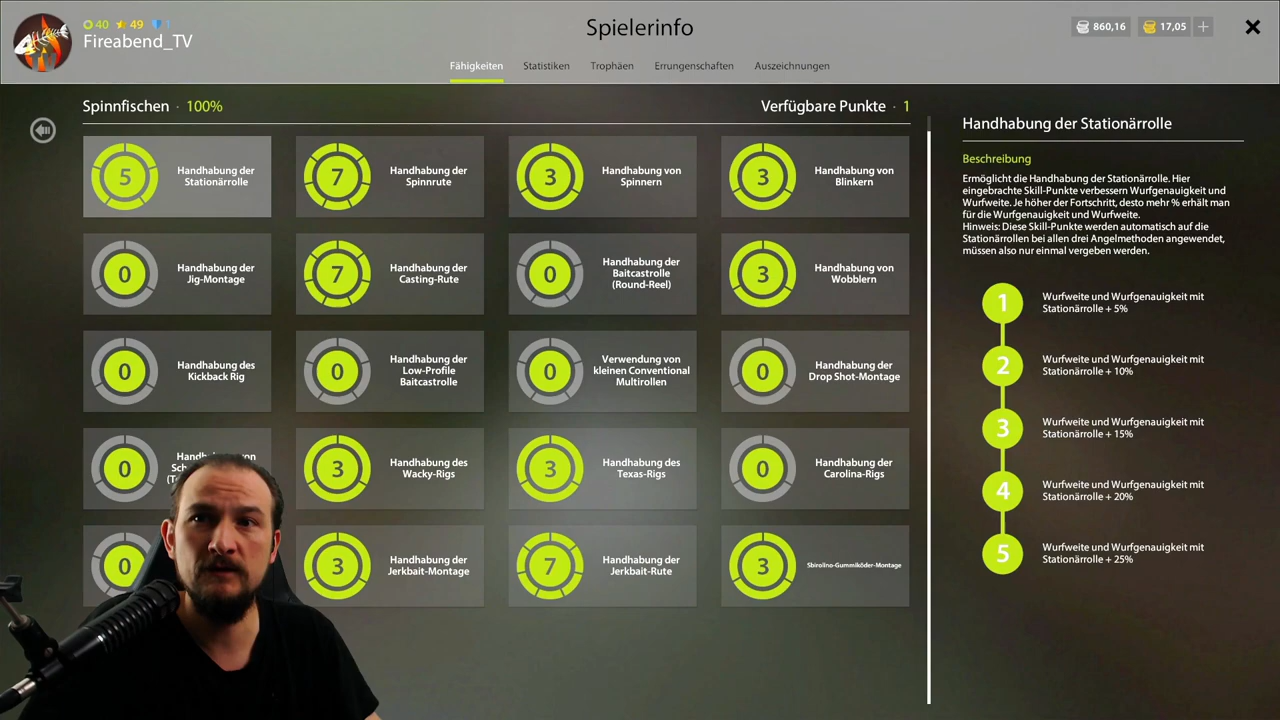 40 49 1
Fireabend_TV
Spielerinfo
860,16
17,05
Fähigkeiten
Statistiken
Trophäen
Errungenschaften
Auszeichnungen
Spinnfischen · 100%
Verfügbare Punkte · 1
5
Handhabung der
Stationärrolle
7
Handhabung der
Spinnrute
3
Handhabung von
Spinnern
3
Handhabung von
Blinkern
0
Handhabung der
Jig-Montage
7
Handhabung der
Casting-Rute
0
Handhabung der
Baitcastrolle
(Round-Reel)
3
Handhabung von
Wobblern
0
Handhabung des
Kickback Rig
0
Handhabung der
Low-Profile
Baitcastrolle
0
Verwendung von
kleinen Conventional
Multirollen
0
Handhabung der
Drop Shot-Montage
0
3
Handhabung des
Wacky-Rigs
3
Handhabung des
Texas-Rigs
0
Handhabung der
Carolina-Rigs
0
3
Handhabung der
Jerkbait-Montage
7
Handhabung der
Jerkbait-Rute
3
Sbirolino-Gummiköder-Montage
Handhabung der Stationärrolle
Beschreibung
Ermöglicht die Handhabung der Stationärrolle. Hier
eingebrachte Skill-Punkte verbessern Wurfgenauigkeit und
Wurfweite. Je höher der Fortschritt, desto mehr % erhält man
für die Wurfgenauigkeit und Wurfweite.
Hinweis: Diese Skill-Punkte werden automatisch auf die
Stationärrollen bei allen drei Angelmethoden angewendet,
müssen also nur einmal vergeben werden.
1
Wurfweite und Wurfgenauigkeit mit
Stationärrolle + 5%
2
Wurfweite und Wurfgenauigkeit mit
Stationärrolle + 10%
3
Wurfweite und Wurfgenauigkeit mit
Stationärrolle + 15%
4
Wurfweite und Wurfgenauigkeit mit
Stationärrolle + 20%
5
Wurfweite und Wurfgenauigkeit mit
Stationärrolle + 25%